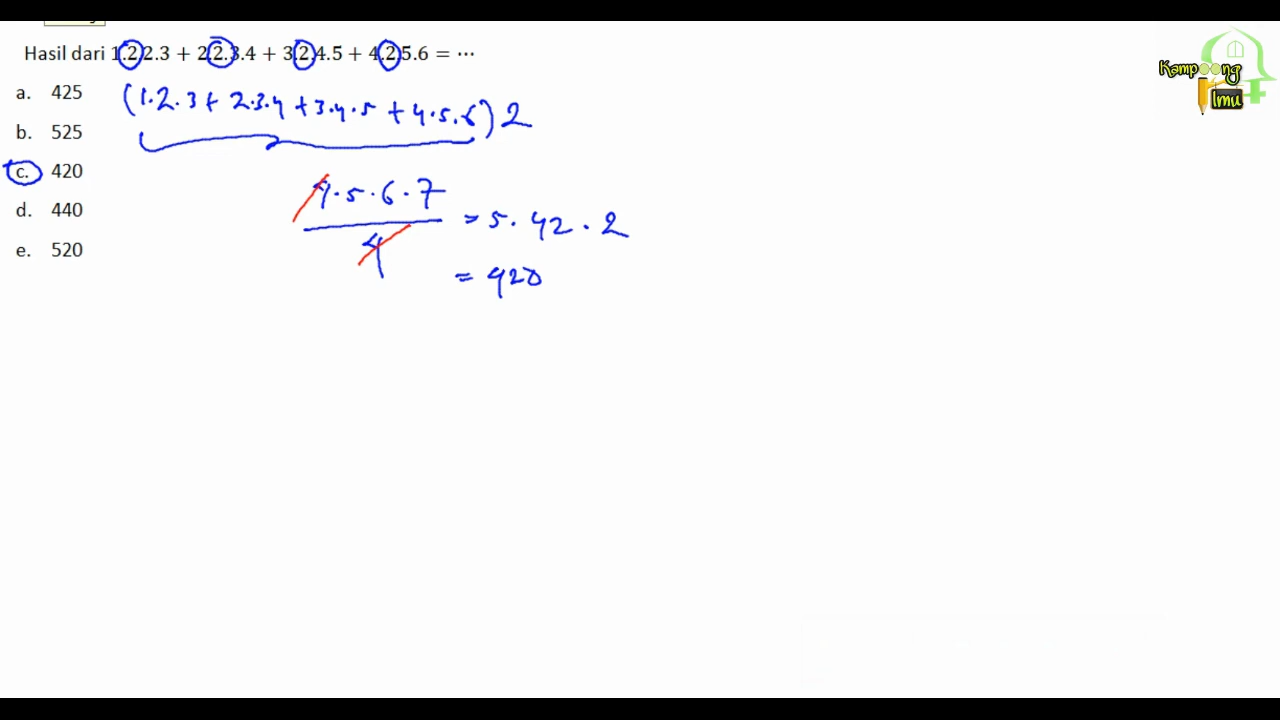 Kampoong
Ilmu
Hasil dari 1.2.2.3 + 2.2.3.4 + 3.2.4.5 + 4.2.5.6 = ⋯
a. 425
(1.2.3 + 2.3.4 + 3.4.5 + 4.5.6) 2
b. 525
c. 420
4.5.6.7
4
= 5.42.2
d. 440
e. 520
= 420